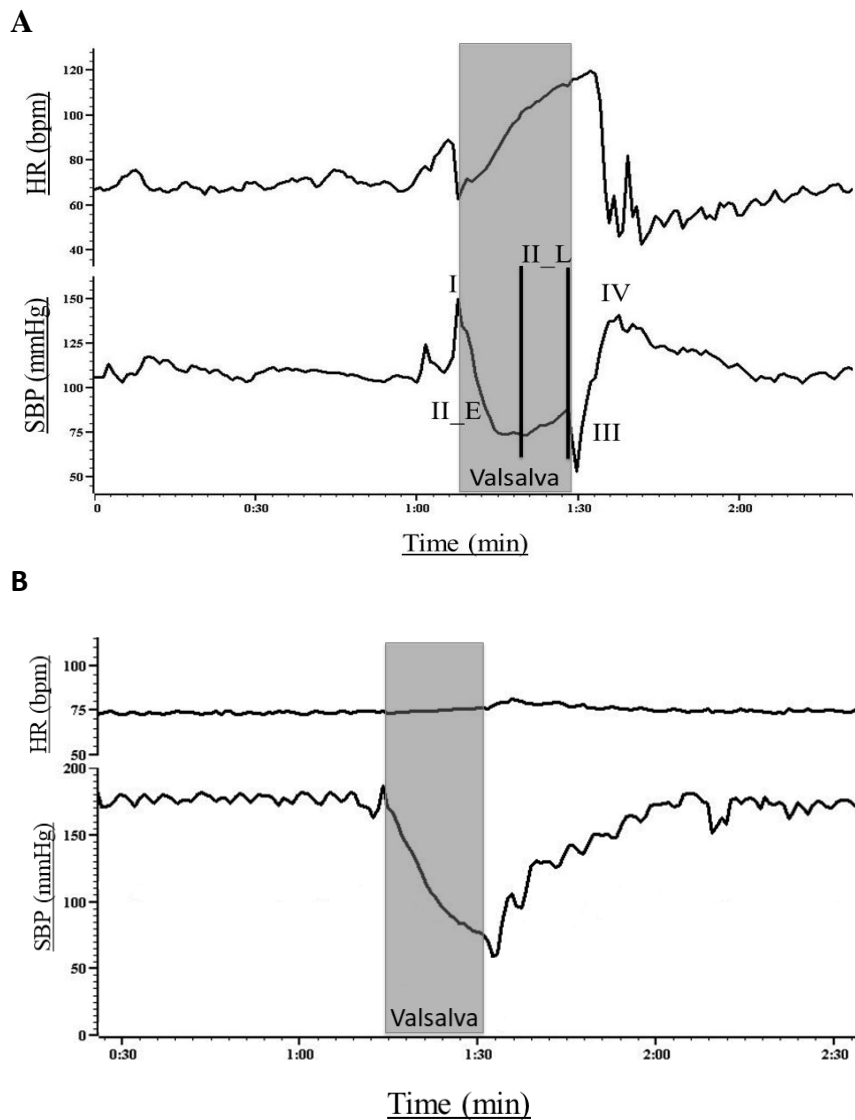 A
HR (bpm)
120
100
80
60
40
II_L
I
IV
SBP (mmHg)
150
125
100
75
50
II_E
III
Valsalva
0
0:30
1:00
1:30
2:00
Time (min)
B
HR (bpm)
100
75
50
SBP (mmHg)
200
150
100
50
0
Valsalva
0:30
1:00
1:30
2:00
2:30
Time (min)